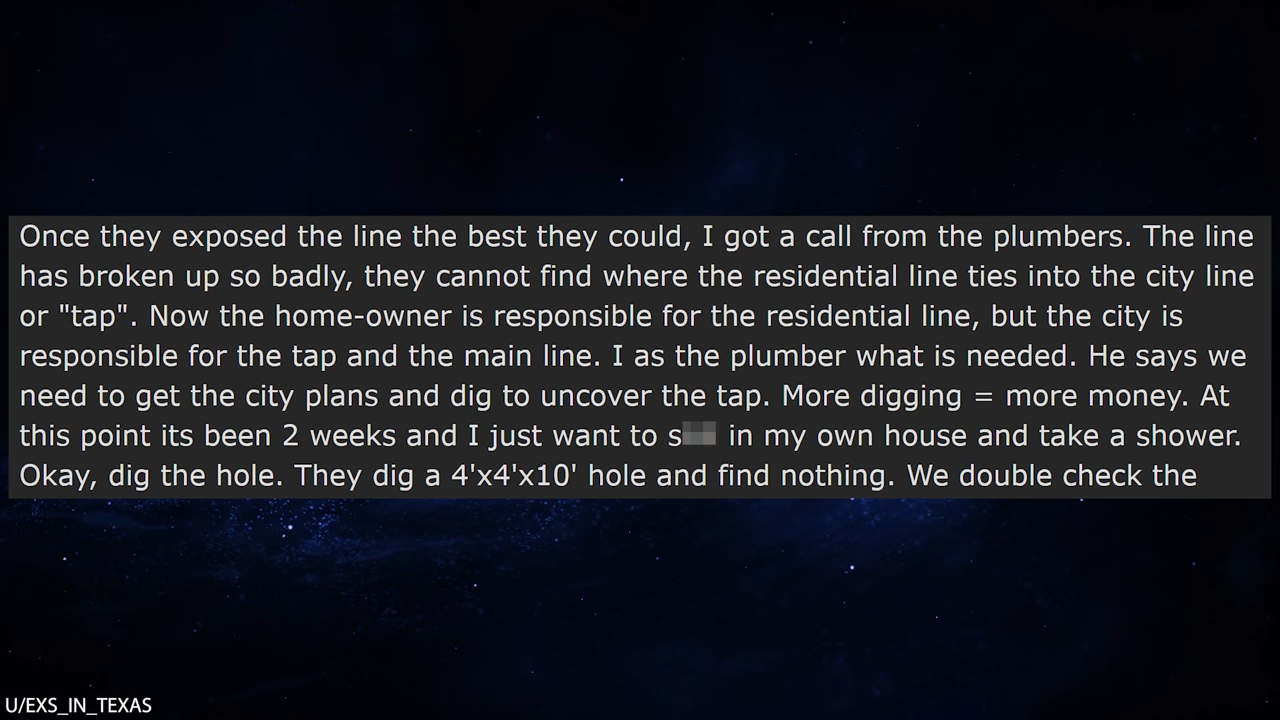 Once they exposed the line the best they could, I got a call from the plumbers. The line
has broken up so badly, they cannot find where the residential line ties into the city line
or "tap". Now the home-owner is responsible for the residential line, but the city is
responsible for the tap and the main line. I as the plumber what is needed. He says we
need to get the city plans and dig to uncover the tap. More digging = more money. At
this point its been 2 weeks and I just want to s in my own house and take a shower.
Okay, dig the hole. They dig a 4'x4'x10' hole and find nothing. We double check the
U/EXS_IN_TEXAS